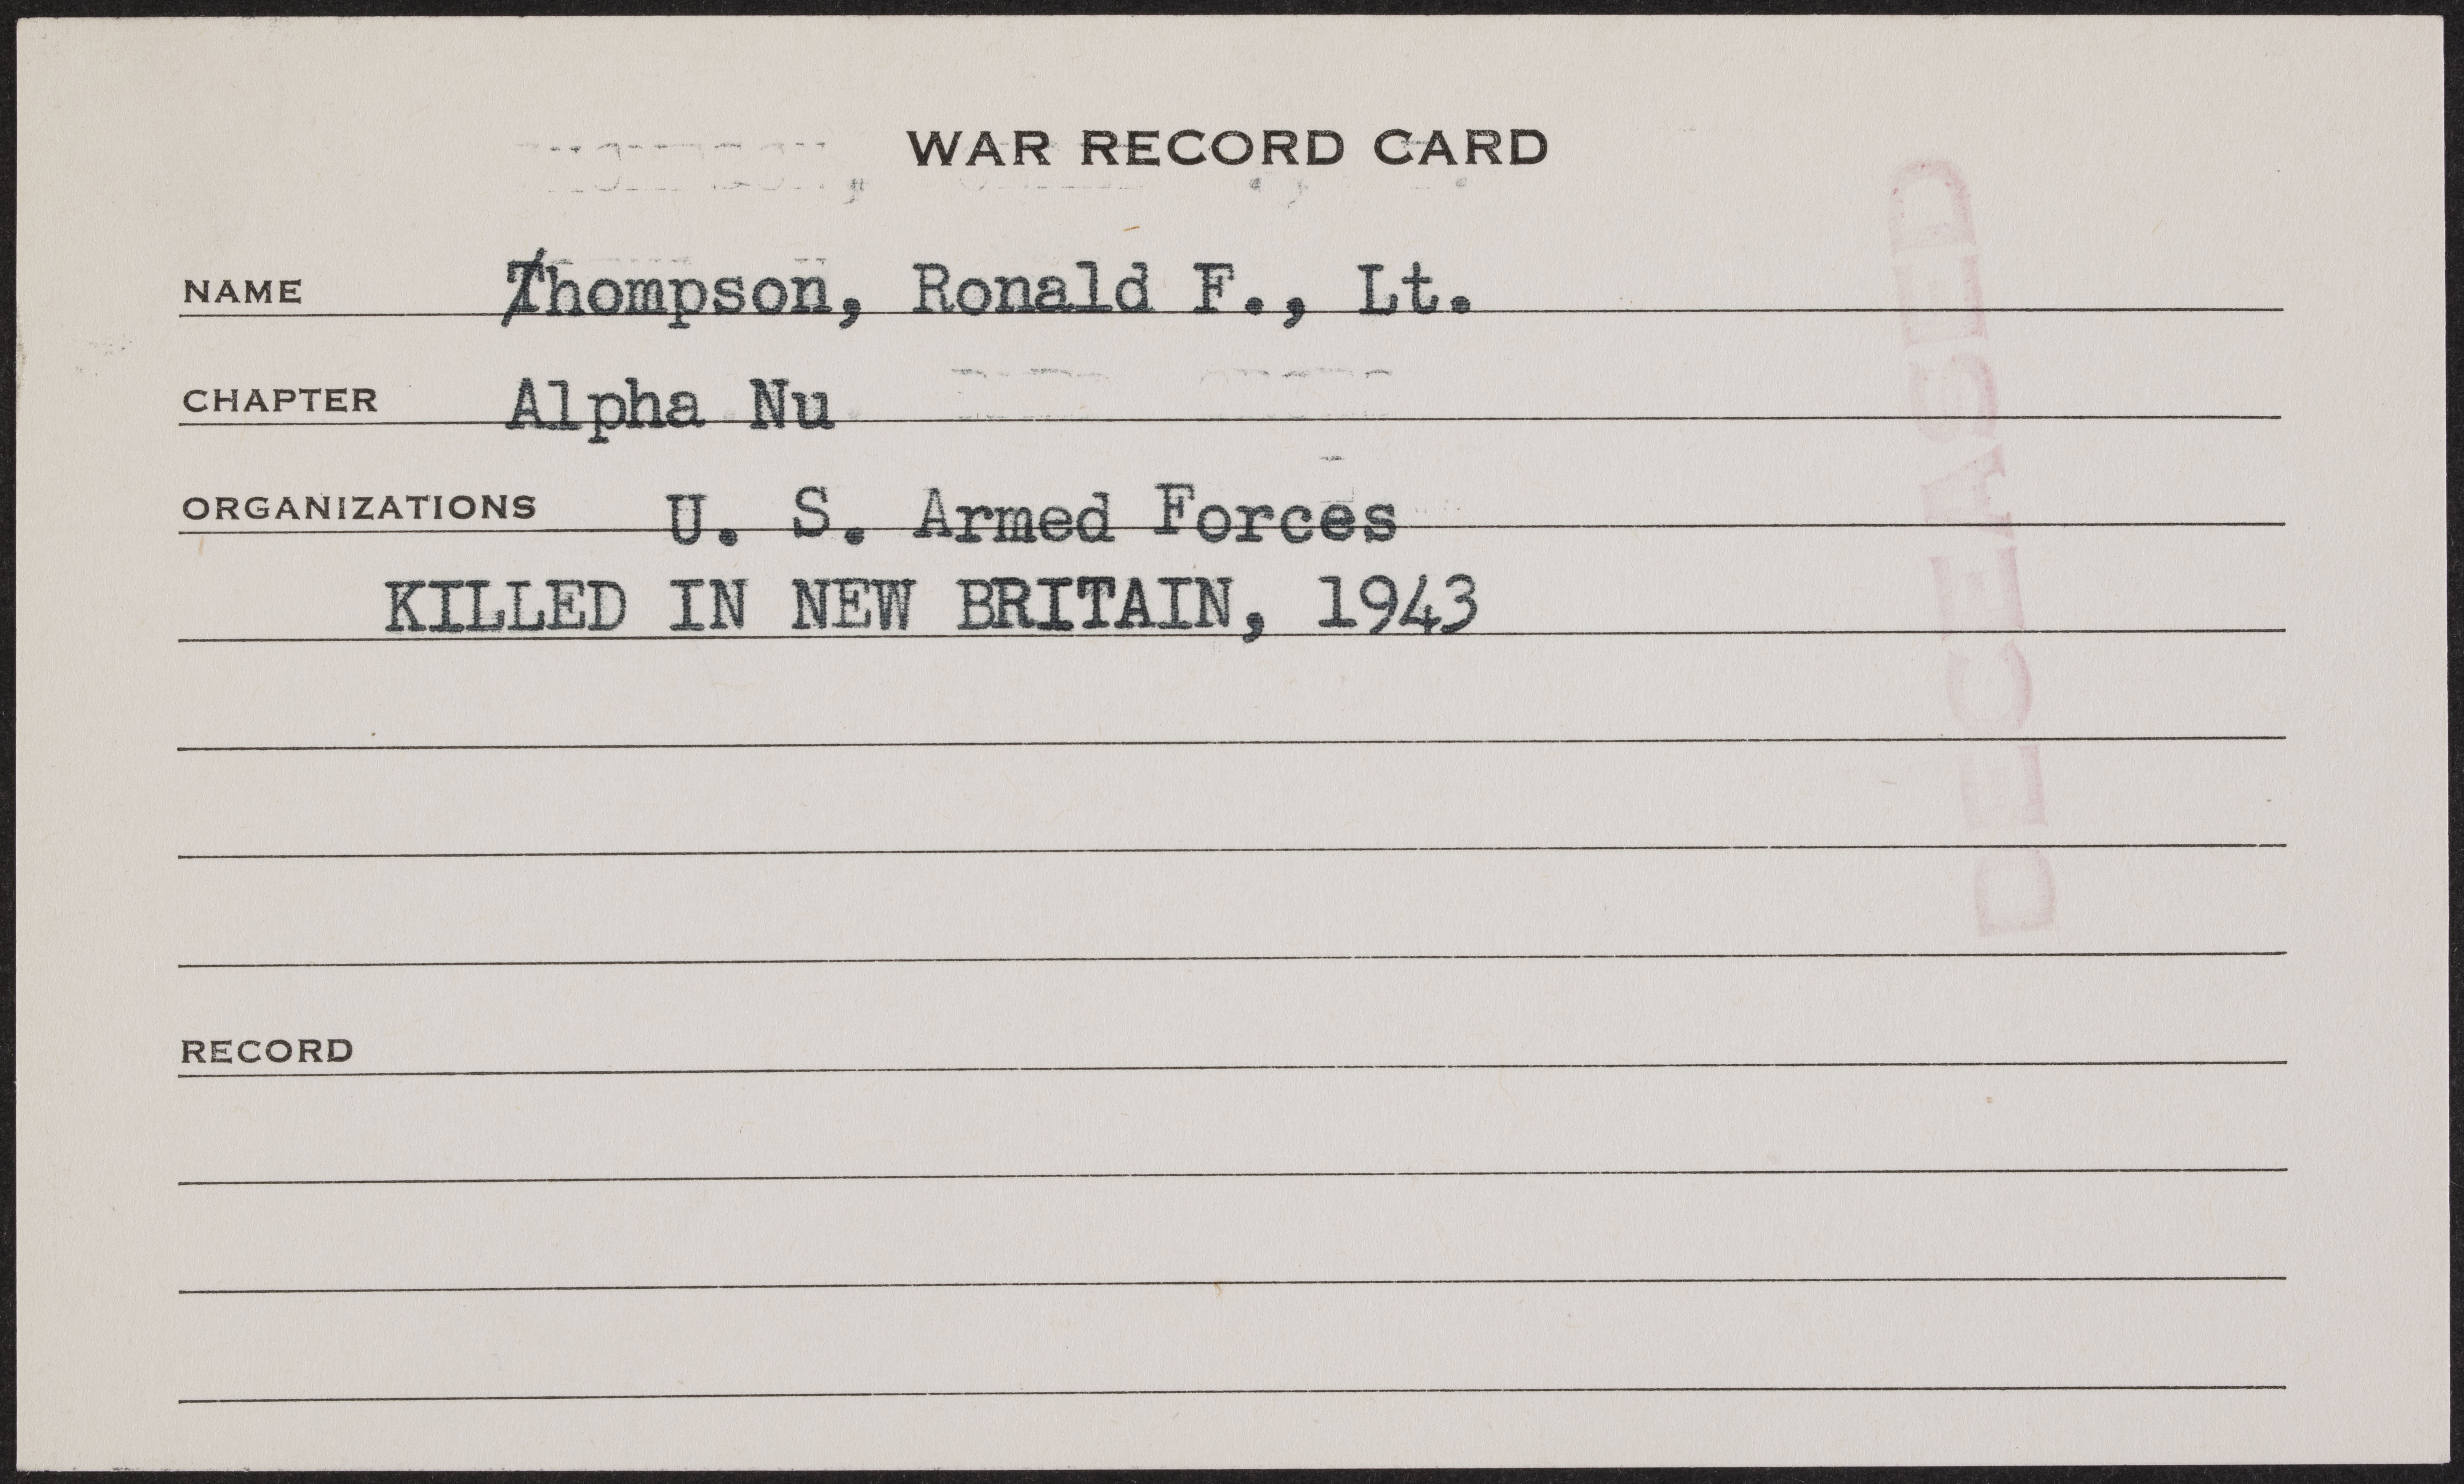 WAR RECORD CARD
NAME Thompson, Ronald F., Lt.
CHAPTER Alpha Nu
ORGANIZATIONS U. S. Armed Forces
KILLED IN NEW BRITAIN, 1943
RECORD
DECEASED